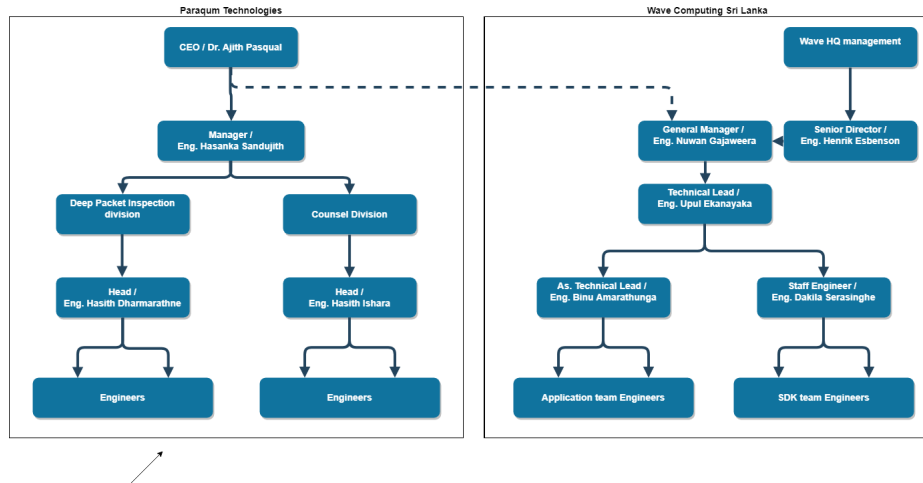 Paraqum Technologies
Wave Computing Sri Lanka
CEO / Dr. Ajith Pasqual
Wave HQ management
Manager /
Eng. Hasanka Sandujith
General Manager /
Eng. Nuwan Gajaweera
Senior Director /
Eng. Henrik Esbenson
Deep Packet Inspection
division
Counsel Division
Technical Lead /
Eng. Upul Ekanayaka
Head /
Eng. Hasith Dharmarathne
Head /
Eng. Hasith Ishara
As. Technical Lead /
Eng. Binu Amarathunga
Staff Engineer /
Eng. Dakila Serasinghe
Engineers
Engineers
Application team Engineers
SDK team Engineers